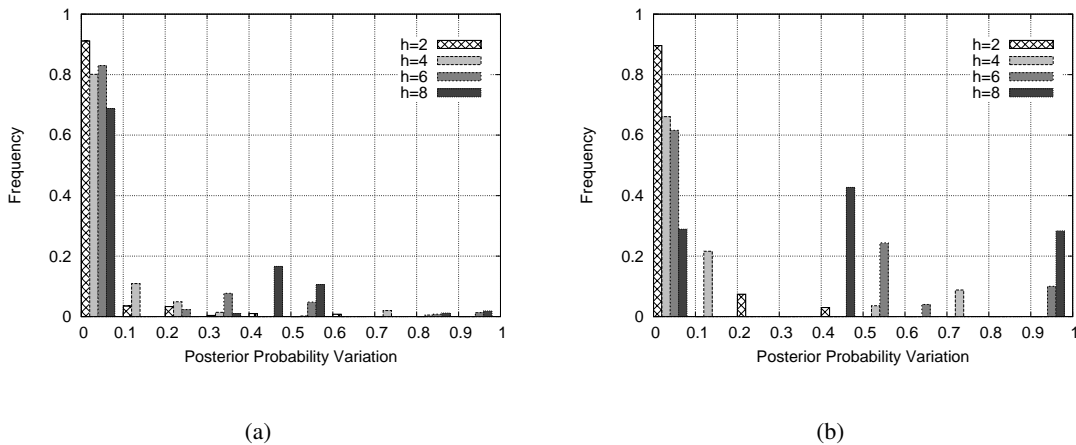 1
0.8
0.6
0.4
0.2
0
Frequency
h=2
h=4
h=6
h=8
0 0.1 0.2 0.3 0.4 0.5 0.6 0.7 0.8 0.9 1
Posterior Probability Variation
(a)
1
0.8
0.6
0.4
0.2
0
Frequency
h=2
h=4
h=6
h=8
0 0.1 0.2 0.3 0.4 0.5 0.6 0.7 0.8 0.9 1
Posterior Probability Variation
(b)